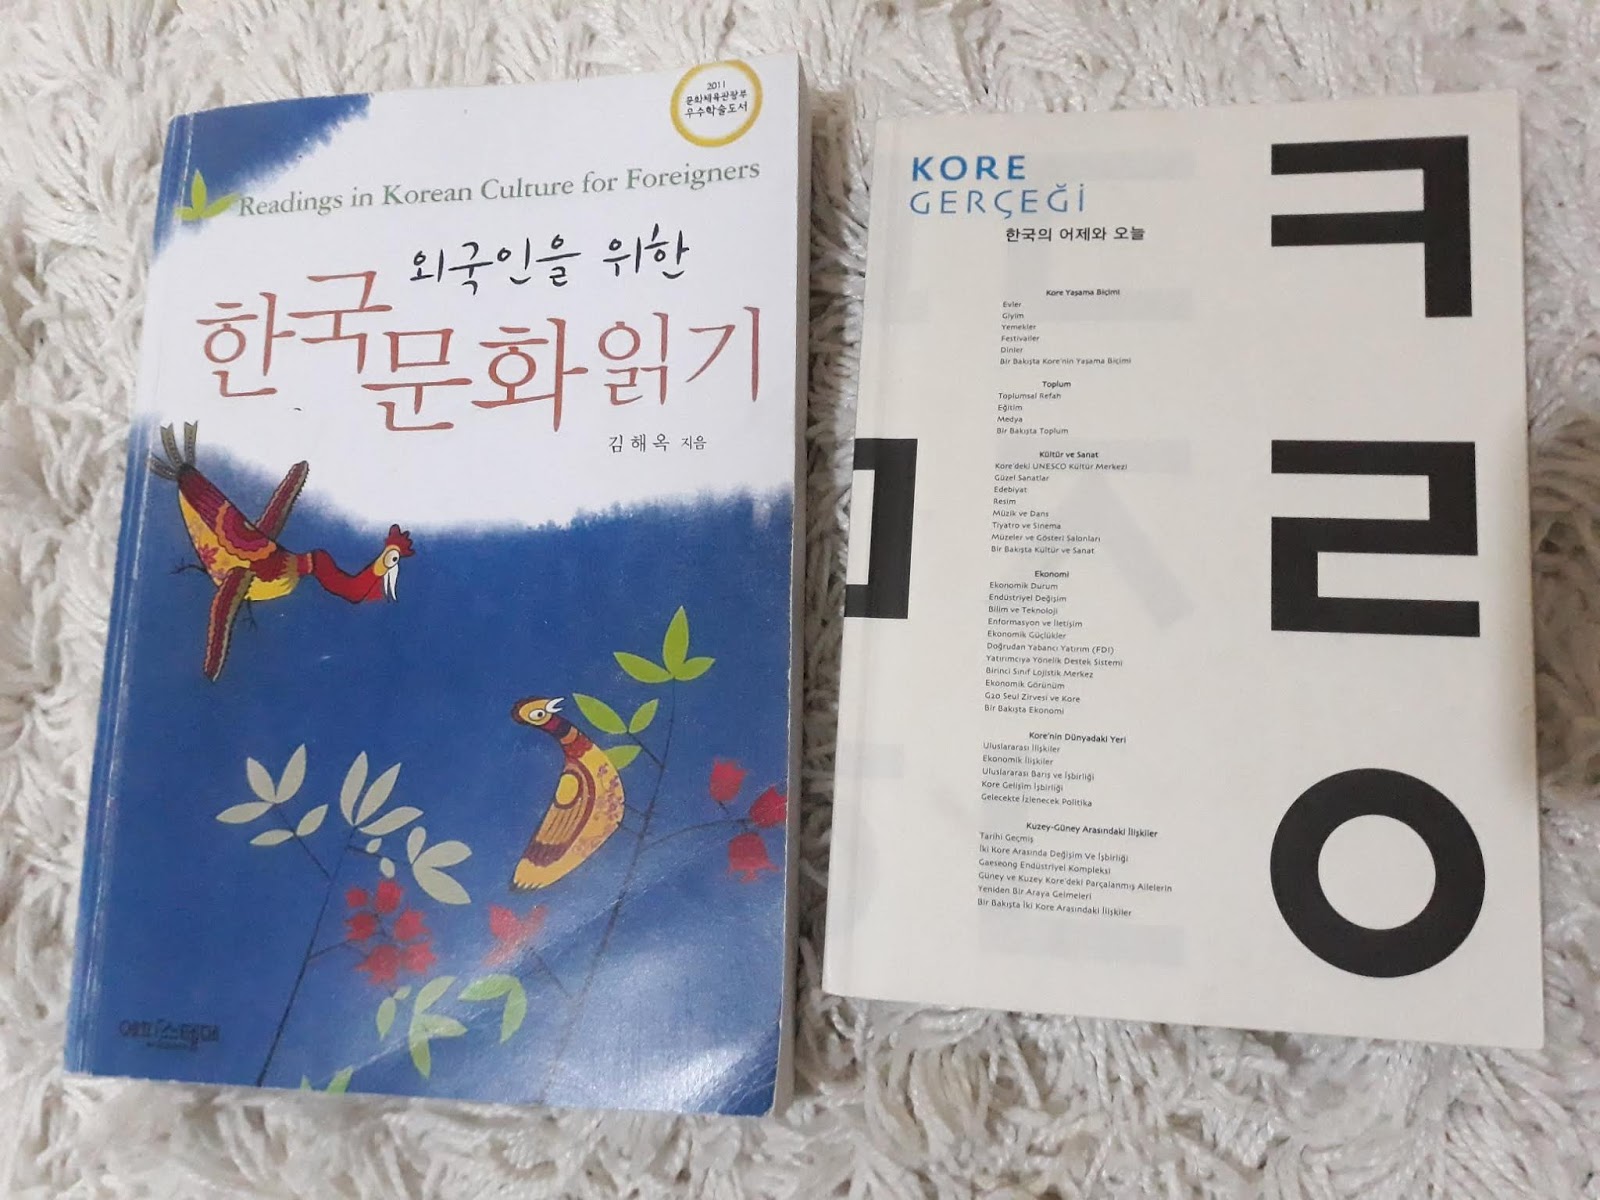 2011
문화체육관광부
우수학술도서
Readings in Korean Culture for Foreigners
외국인을 위한
한국문화읽기
김해옥 지음
에피스테메
KORE
GERÇEĞİ
한국의 어제와 오늘
Kore Yaşama Biçimi
Evler
Giyim
Yemekler
Festivaller
Dinler
Bir Bakışta Kore'nin Yaşama Biçimi
Toplum
Toplumsal Refah
Eğitim
Medya
Bir Bakışta Toplum
Kültür ve Sanat
Kore'deki UNESCO Kültür Merkezi
Güzel Sanatlar
Edebiyat
Resim
Müzik ve Dans
Tiyatro ve Sinema
Müzeler ve Gösteri Salonları
Bir Bakışta Kültür ve Sanat
Ekonomi
Ekonomik Durum
Endüstriyel Değişim
Bilim ve Teknoloji
Enformasyon ve İletişim
Ekonomik Güçlükler
Doğrudan Yabancı Yatırım (FDI)
Yatırımcıya Yönelik Destek Sistemi
Birinci Sınıf Lojistik Merkez
Ekonomik Görünüm
G20 Seul Zirvesi ve Kore
Bir Bakışta Ekonomi
Kore'nin Dünyadaki Yeri
Uluslararası İlişkiler
Ekonomik İlişkiler
Uluslararası Barış ve İşbirliği
Kore Gelişim İşbirliği
Gelecekte İzlenecek Politika
Kuzey-Güney Arasındaki İlişkiler
Tarihi Geçmiş
İki Kore Arasında Değişim Ve İşbirliği
Gaeseong Endüstriyel Kompleksi
Güney ve Kuzey Kore'deki Parçalanmış Ailelerin
Yeniden Bir Araya Gelmeleri
Bir Bakışta İki Kore Arasındaki İlişkiler
ㅋ
ㄹ
ㅇ